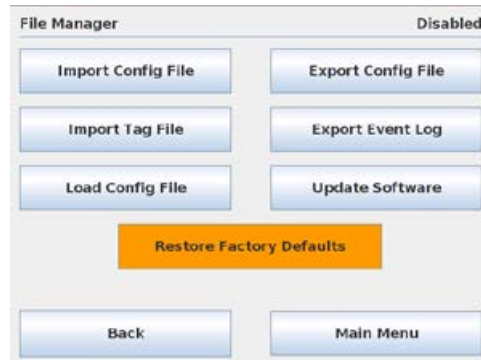 File Manager Disabled
Import Config File Export Config File
Import Tag File Export Event Log
Load Config File Update Software
Restore Factory Defaults
Back Main Menu